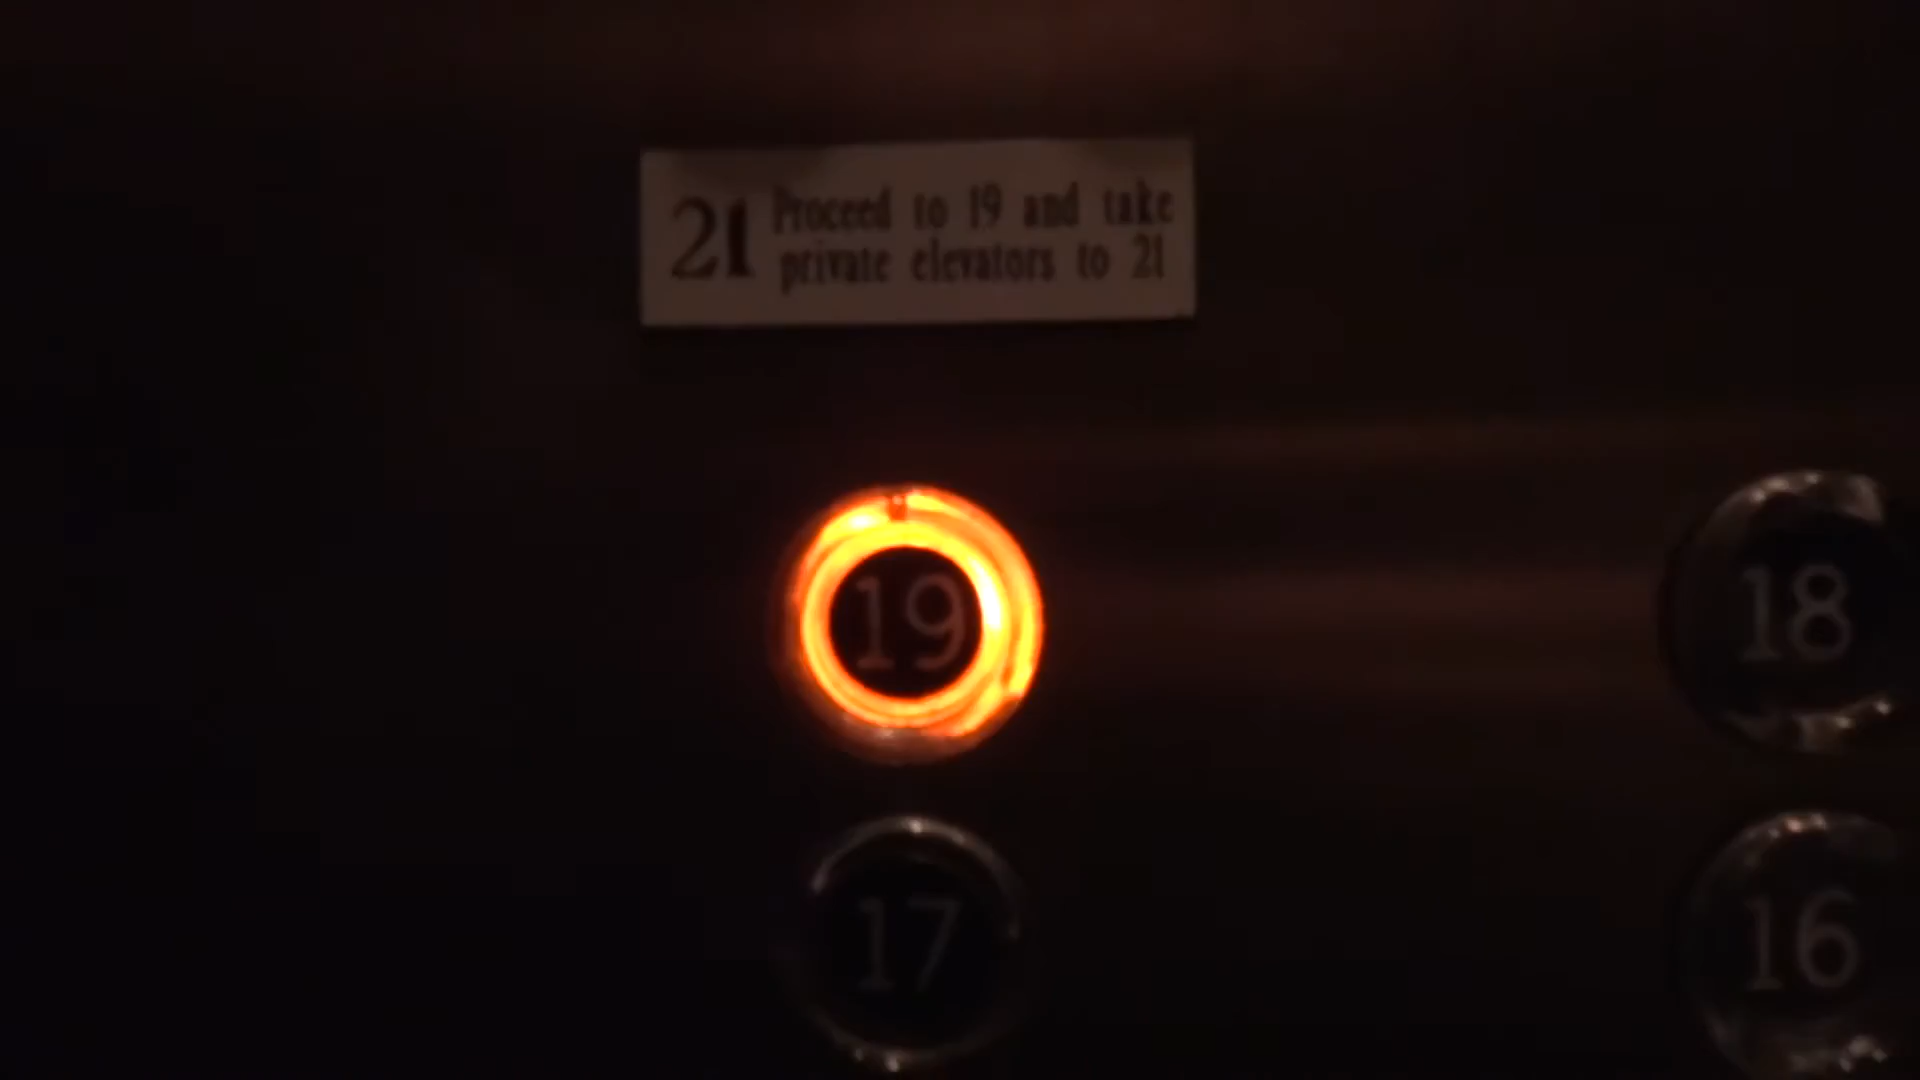 21 Proceed to 19 and take
private elevators to 21
19 18
17 16